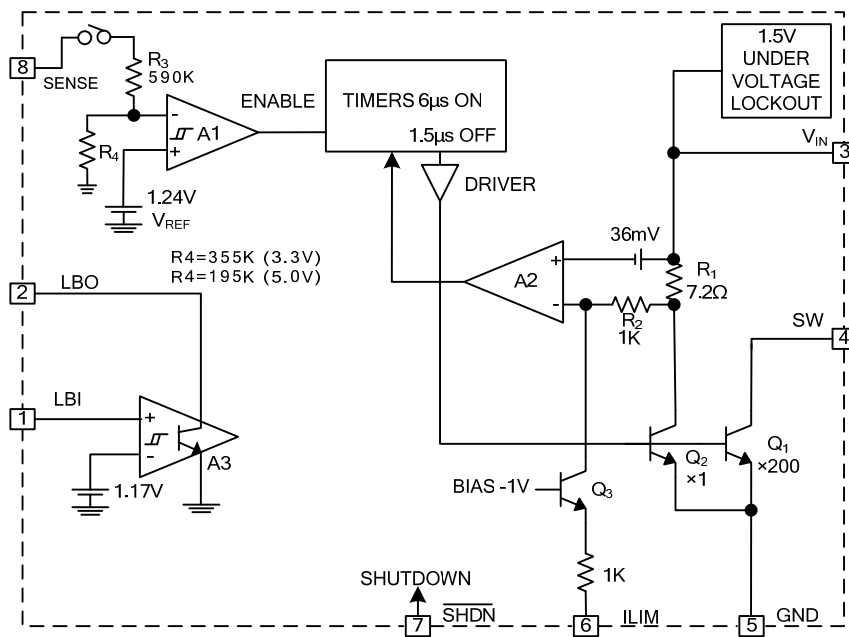 1.5V
UNDER
VOLTAGE
LOCKOUT
8
SENSE
R3
590K
ENABLE
TIMERS 6µs ON
1.5µs OFF
-
A1
+
R4
VIN
3
DRIVER
1.24V
VREF
36mV
R4=355K (3.3V)
R4=195K (5.0V)
+
A2
-
R1
7.2Ω
2
LBO
R2
1K
SW
4
1
LBI
+
-
A3
Q2
×1
Q1
×200
1.17V
BIAS -1V
Q3
1K
SHUTDOWN
7
SHDN
6
ILIM
5
GND